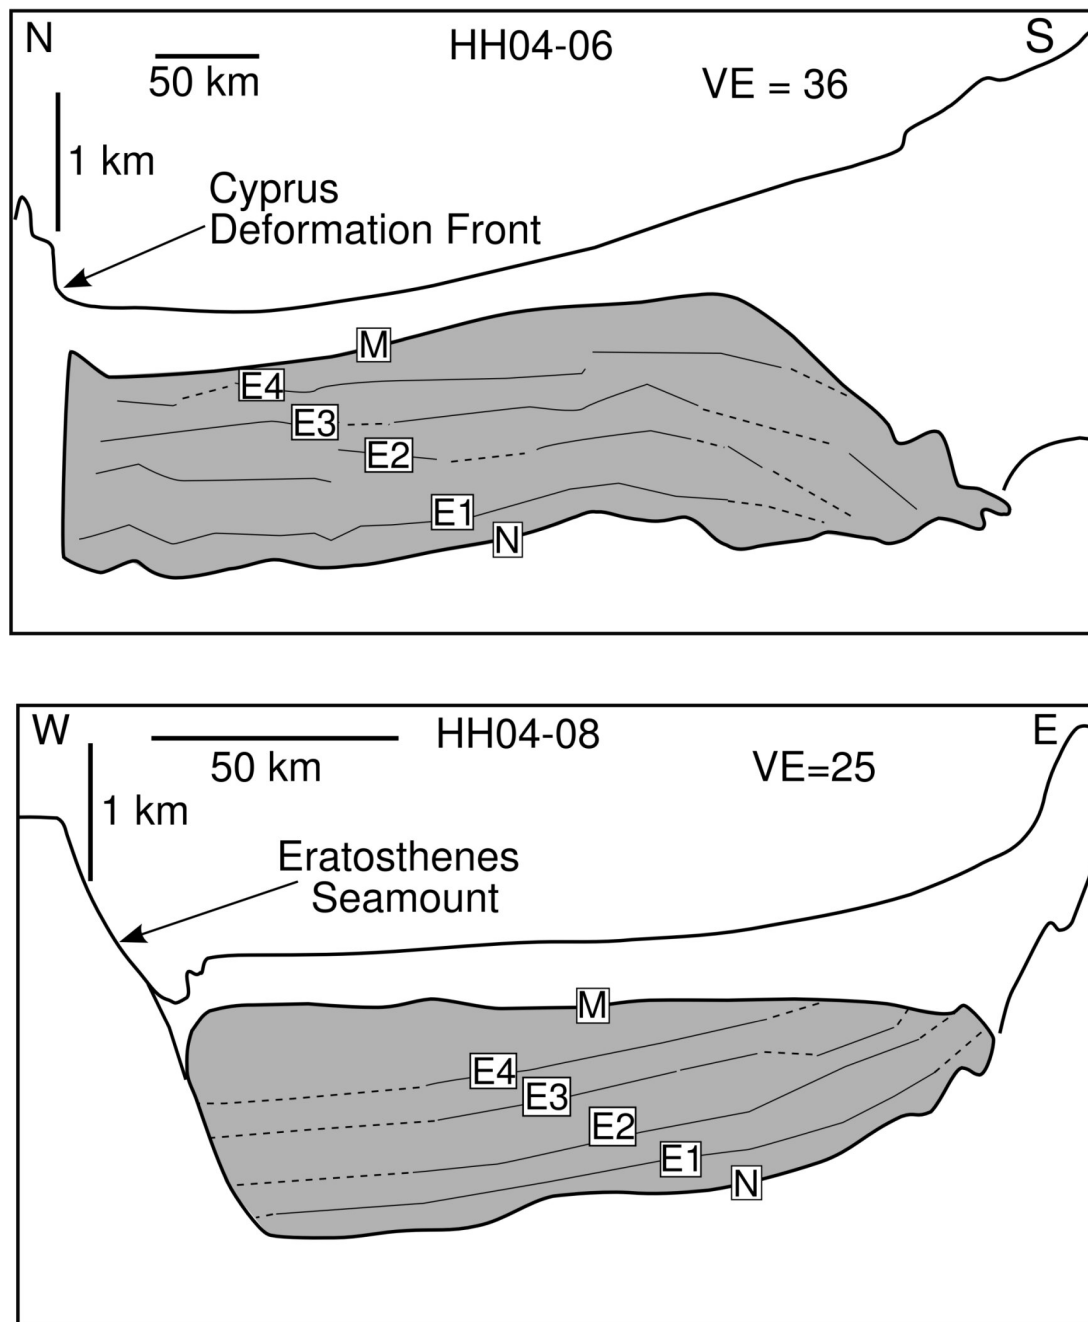 N
HH04-06
S
50 km
VE = 36
1 km
Cyprus
Deformation Front
M
E4
E3
E2
E1
N
W
HH04-08
E
50 km
VE=25
1 km
Eratosthenes
Seamount
M
E4
E3
E2
E1
N